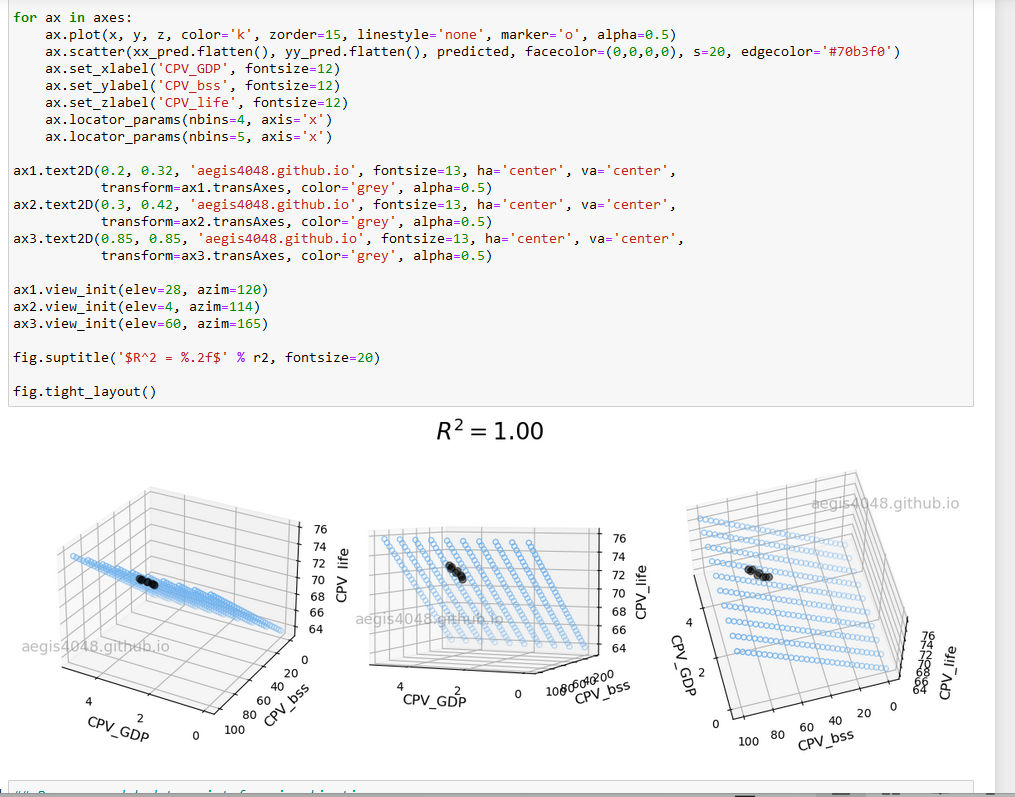 for ax in axes:
    ax.plot(x, y, z, color='k', zorder=15, linestyle='none', marker='o', alpha=0.5)
    ax.scatter(xx_pred.flatten(), yy_pred.flatten(), predicted, facecolor=(0,0,0,0), s=20, edgecolor='#70b3f0')
    ax.set_xlabel('CPV_GDP', fontsize=12)
    ax.set_ylabel('CPV_bss', fontsize=12)
    ax.set_zlabel('CPV_life', fontsize=12)
    ax.locator_params(nbins=4, axis='x')
    ax.locator_params(nbins=5, axis='x')
ax1.text2D(0.2, 0.32, 'aegis4048.github.io', fontsize=13, ha='center', va='center',
           transform=ax1.transAxes, color='grey', alpha=0.5)
ax2.text2D(0.3, 0.42, 'aegis4048.github.io', fontsize=13, ha='center', va='center',
           transform=ax2.transAxes, color='grey', alpha=0.5)
ax3.text2D(0.85, 0.85, 'aegis4048.github.io', fontsize=13, ha='center', va='center',
           transform=ax3.transAxes, color='grey', alpha=0.5)
ax1.view_init(elev=28, azim=120)
ax2.view_init(elev=4, azim=114)
ax3.view_init(elev=60, azim=165)
fig.suptitle('$R^2 = %.2f$' % r2, fontsize=20)
fig.tight_layout()
R² = 1.00
76
74
72
70
68
66
64
CPV_life
aegis4048.github.io
4
2
0
CPV_GDP
0
20
40
60
80
100
CPV_bss
76
74
72
70
68
66
64
CPV_life
aegis4048.github.io
4
2
0
CPV_GDP
100
80
60
40
20
0
CPV_bss
aegis4048.github.io
4
2
0
CPV_GDP
100
80
60
40
20
0
CPV_bss
76
74
72
70
68
66
64
CPV_life